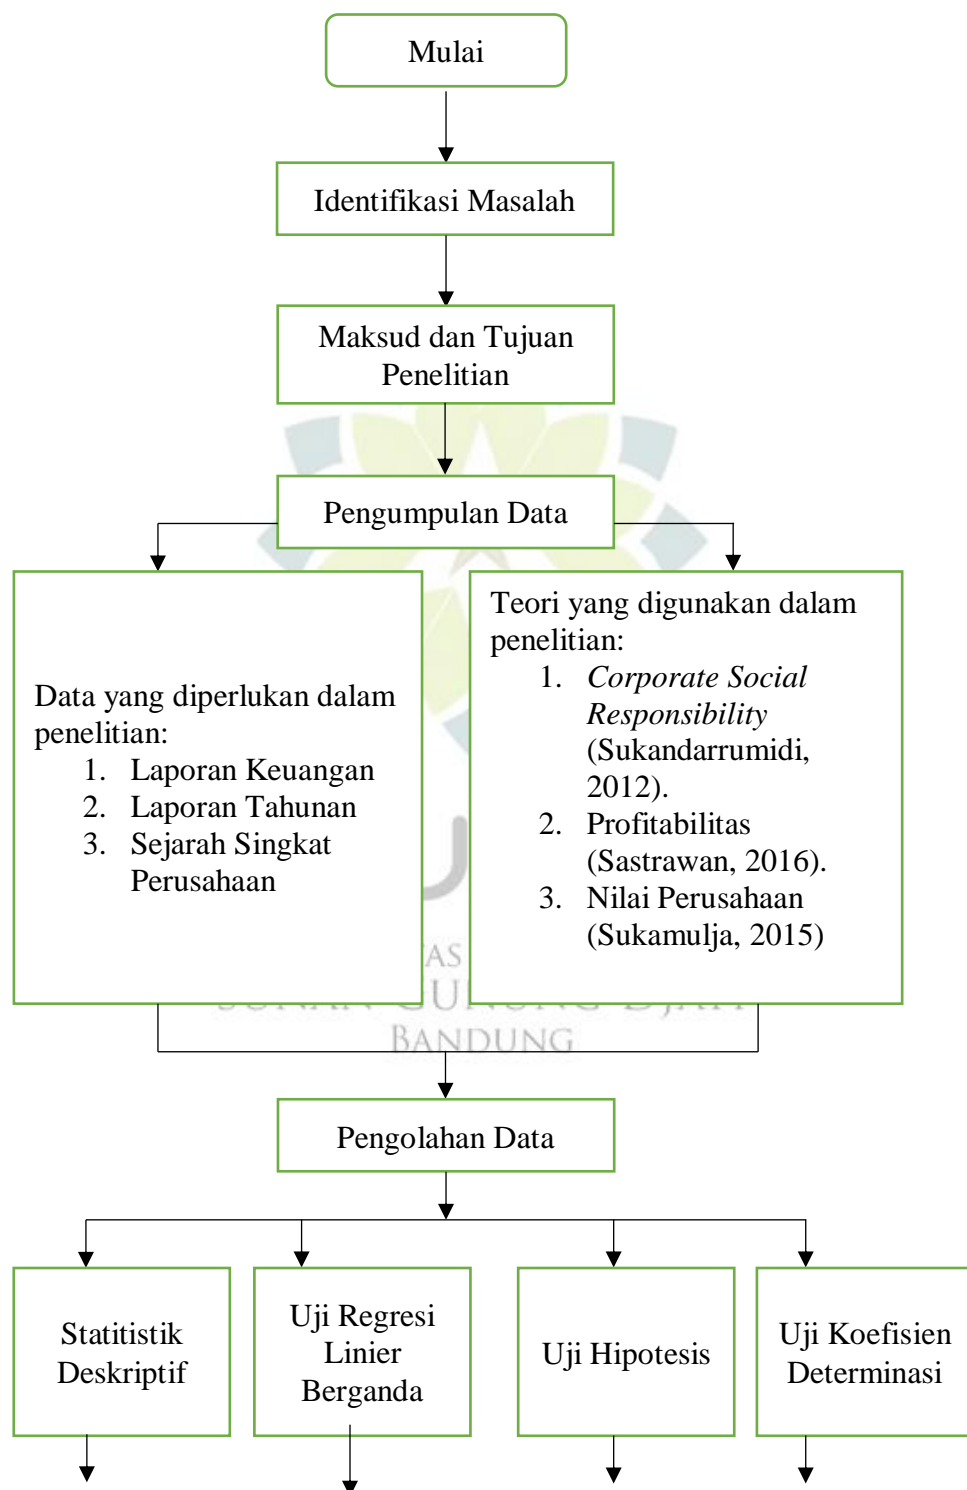 Mulai
Identifikasi Masalah
Maksud dan Tujuan
Penelitian
Pengumpulan Data
Data yang diperlukan dalam
penelitian:
1. Laporan Keuangan
2. Laporan Tahunan
3. Sejarah Singkat
Perusahaan
Teori yang digunakan dalam
penelitian:
1. Corporate Social
Responsibility
(Sukandarrumidi,
2012).
2. Profitabilitas
(Sastrawan, 2016).
3. Nilai Perusahaan
(Sukamulja, 2015)
BANDUNG
Pengolahan Data
Statitistik
Deskriptif
Uji Regresi
Linier
Berganda
Uji Hipotesis
Uji Koefisien
Determinasi